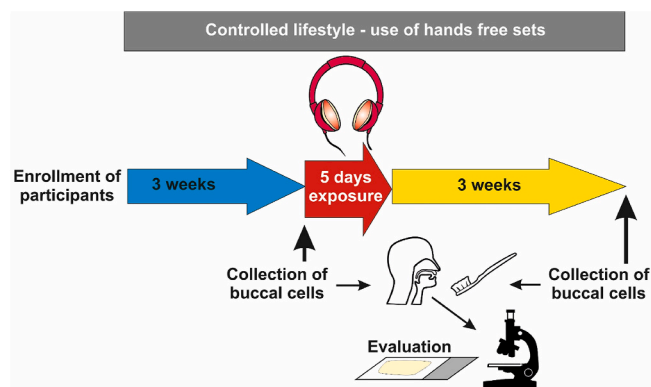 Controlled lifestyle - use of hands free sets
Enrollment of
participants
3 weeks
5 days
exposure
3 weeks
Collection of
buccal cells
Collection of
buccal cells
Evaluation